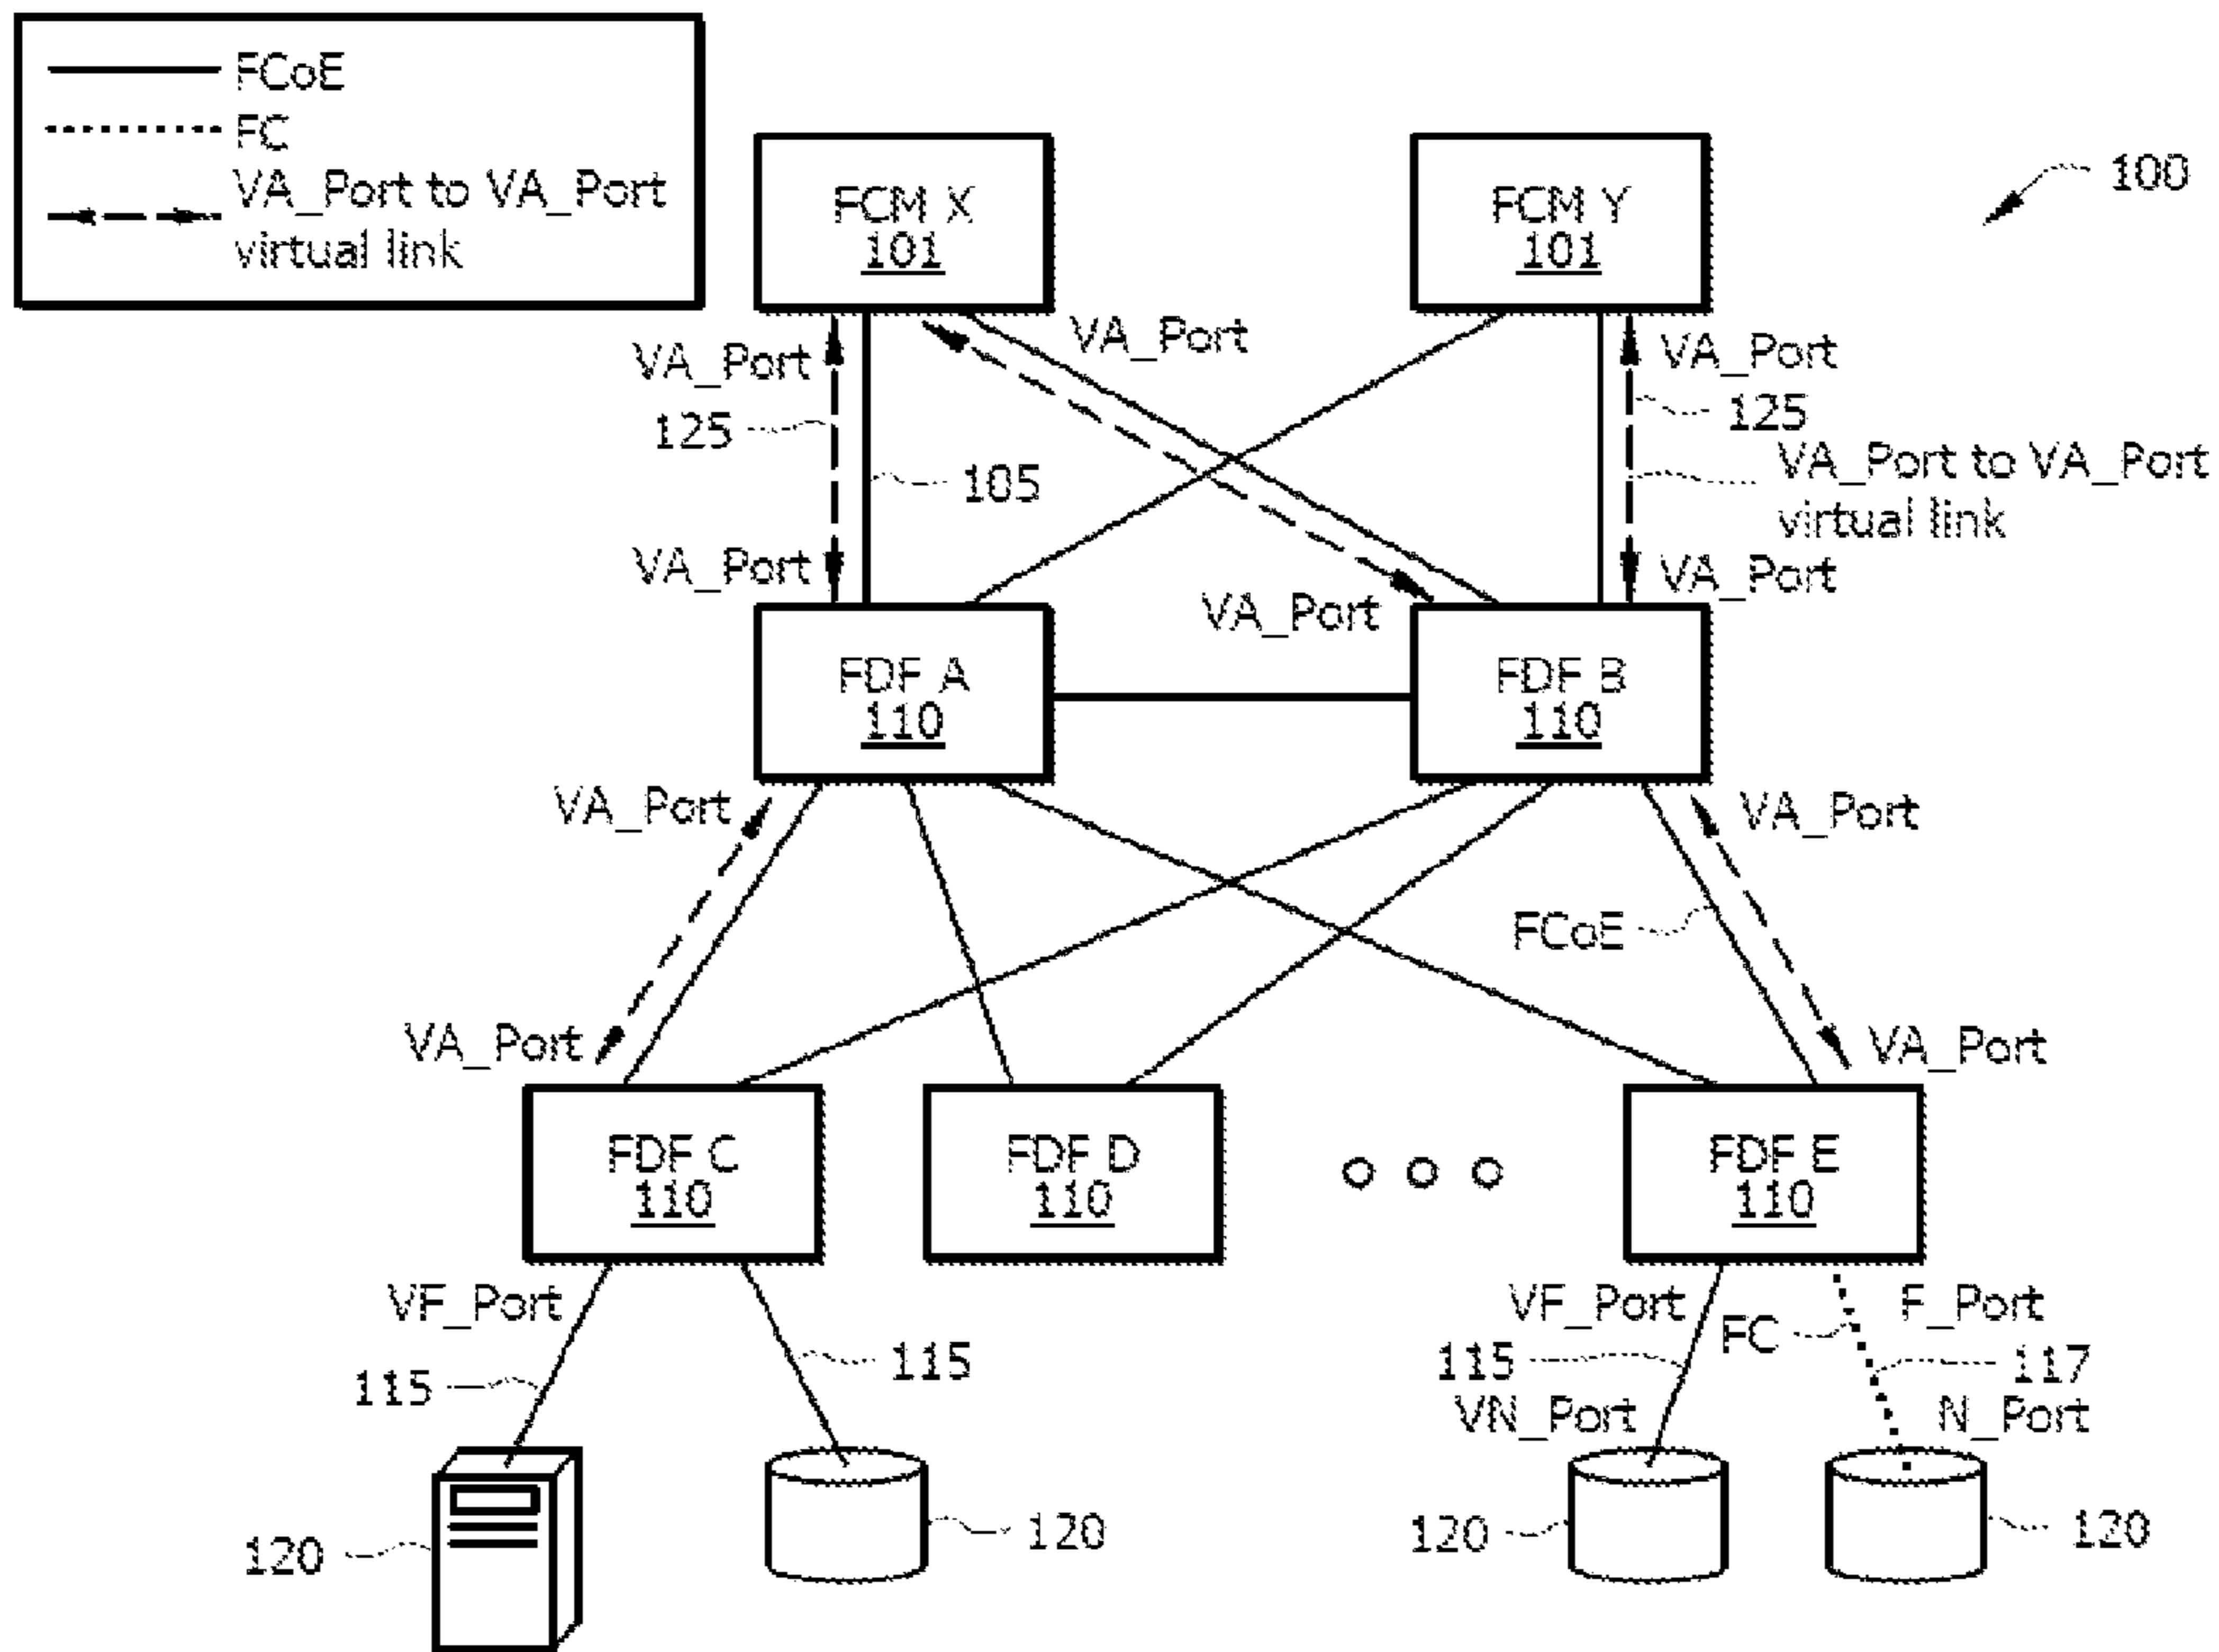 FCoE
FC
VA_Port to VA_Port
virtual link
FCM X
101
FCM Y
101
100
VA_Port
VA_Port
VA_Port
125
125
105
VA_Port to VA_Port
virtual link
VA_Port
VA_Port
VA_Port
FDF A
110
FDF B
110
VA_Port
VA_Port
FCoE
VA_Port
VA_Port
FDF C
110
FDF D
110
FDF E
110
VF_Port
VF_Port
F_Port
FC
115
115
115
117
VN_Port
N_Port
120
120
120
120